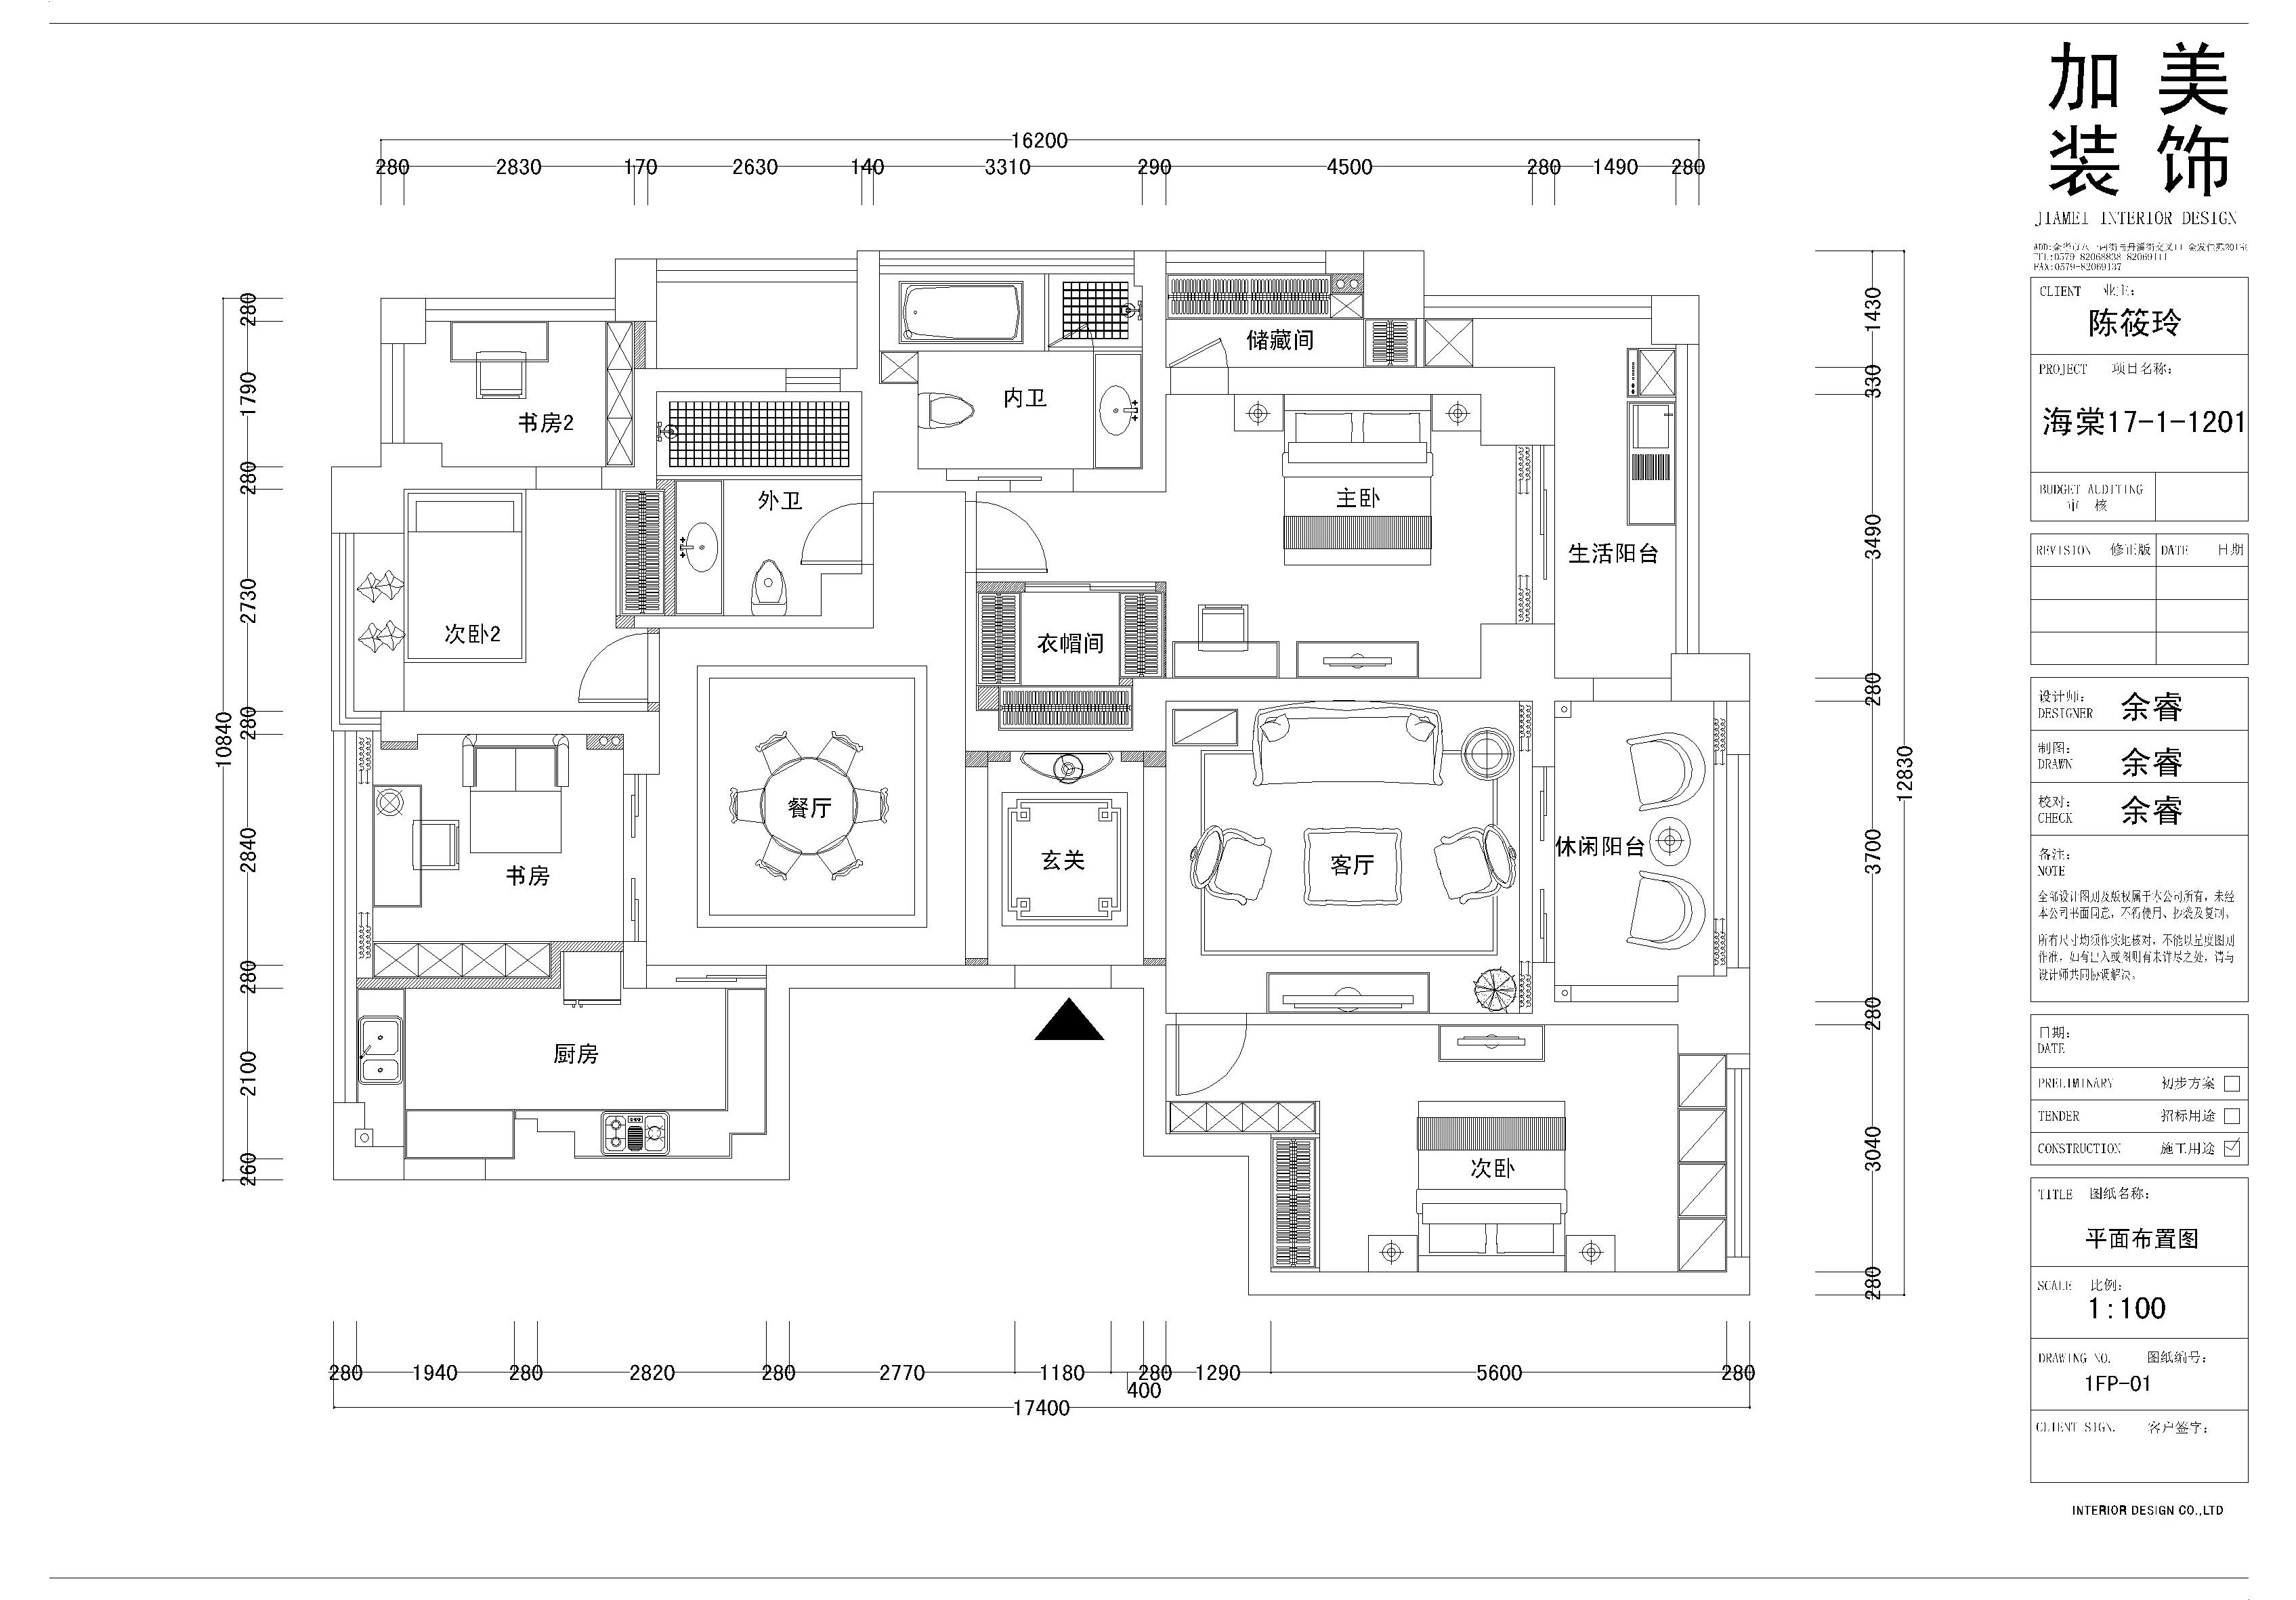 16200
280 2830 170 2630 140 3310 290 4500 280 1490 280
280
1790
280
2730
280
2840
280
2100
260
10840
1430
330
3490
280
3700
280
3040
280
12830
储藏间
内卫
书房2
外卫
主卧
生活阳台
次卧2
衣帽间
餐厅
玄关
客厅
休闲阳台
书房
厨房
次卧
280 1940 280 2820 280 2770 1180 280 1290 5600 280
400
17400
加 美
装 饰
JIAMEI INTERIOR DESIGN
TEL:0579 82068838 82069111
FAX:0579-82069137
CLIENT 业主:
陈筱玲
PROJECT 项目名称:
海棠17-1-1201
BUDGET AUDITING
审 核
REVISION 修正版 DATE 日期
设计师:
DESIGNER 余睿
制图:
DRAWN 余睿
校对:
CHECK 余睿
备注:
NOTE
全部设计图则及版权属于本公司所有，未经
本公司书面同意，不得使用、抄袭及复制。
所有尺寸均须作实地核对，不能以量度图则
作准，如有已入或图则有未详尽之处，请与
设计师共同协调解决。
日期:
DATE
PRELIMINARY 初步方案
TENDER 招标用途
CONSTRUCTION 施工用途
TITLE 图纸名称:
平面布置图
SCALE 比例:
1:100
DRAWING NO. 图纸编号:
1FP-01
CLIENT SIGN. 客户签字:
INTERIOR DESIGN CO.,LTD